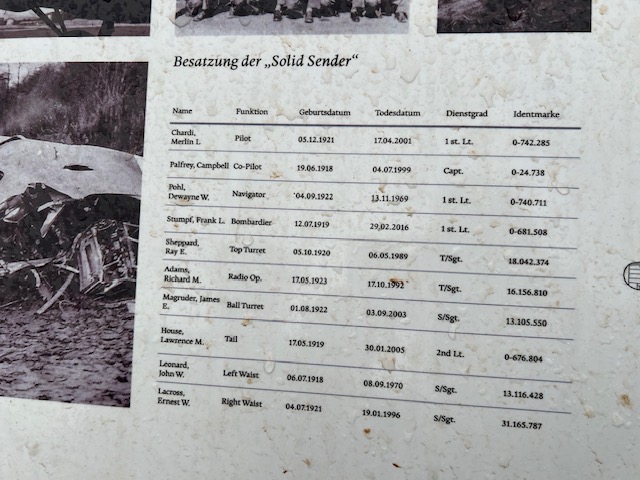 Besatzung der „Solid Sender“
Name Funktion Geburtsdatum Todesdatum Dienstgrad Identmarke
Chardi,
Merlin I. Pilot 05.12.1921 17.04.2001 1 st. Lt. 0-742.285
Palfrey, Campbell Co-Pilot 19.06.1918 04.07.1999 Capt. 0-24.738
Pohl,
Dewayne W. Navigator 04.09.1922 13.11.1969 1 st. Lt. 0-740.711
Stumpf, Frank L. Bombardier 12.07.1919 29.02.2016 1 st. Lt. 0-681.508
Sheppard,
Ray E. Top Turret 05.10.1920 06.05.1989 T/Sgt. 18.042.374
Adams,
Richard M. Radio Op. 17.05.1923 17.10.1992 T/Sgt. 16.156.810
Magruder, James
E. Ball Turret 01.08.1922 03.09.2003 S/Sgt. 13.105.550
House,
Lawrence M. Tail 17.05.1919 30.01.2005 2nd Lt. 0-676.804
Leonard,
John W. Left Waist 06.07.1918 08.09.1970 S/Sgt. 13.116.428
Lacross,
Ernest W. Right Waist 04.07.1921 19.01.1996 S/Sgt. 31.165.787